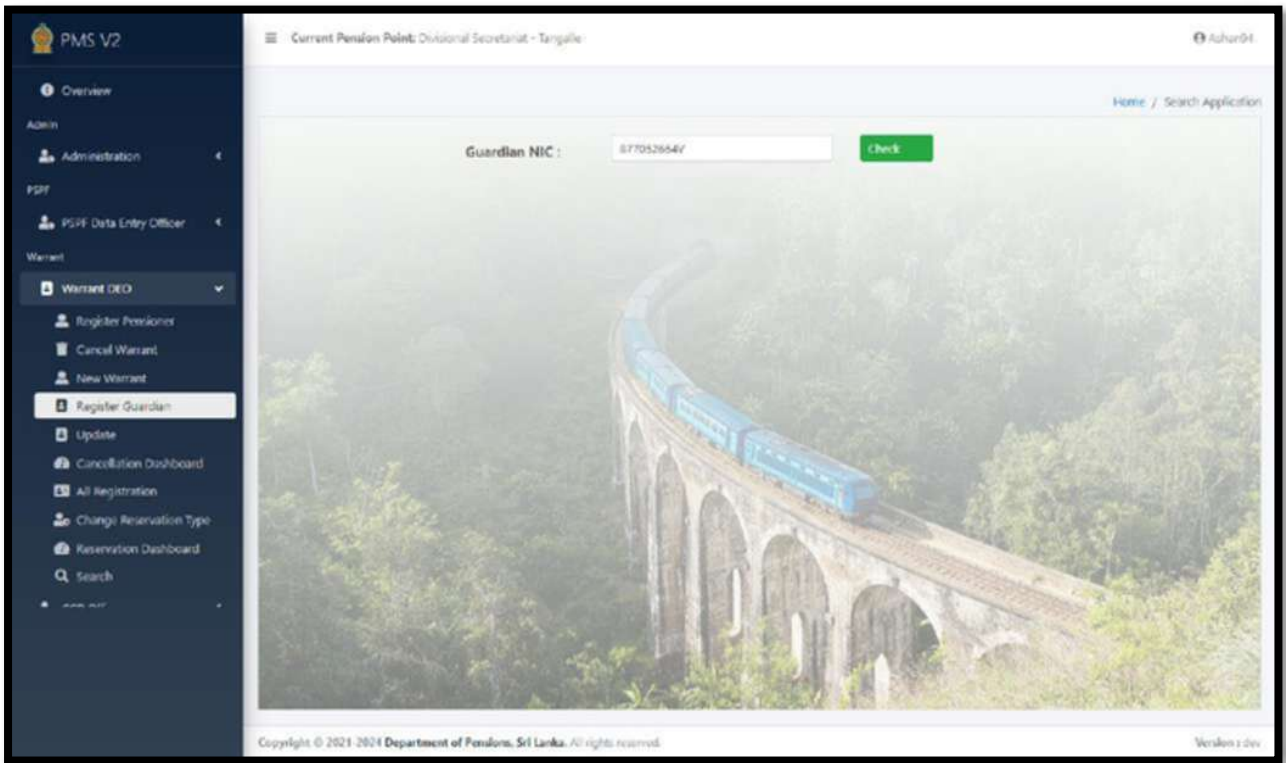 PMS V2
Current Pension Point: Divisional Secretariat - Tangalle
Azhar04
Overview
Home / Search Application
Admin
Guardian NIC :
877052654V
Check
Administration
PSPF
PSPF Data Entry Officer
Warrant
Warrant DEO
Register Pensioner
Cancel Warrant
New Warrant
Register Guardian
Update
Cancellation Dashboard
All Registration
Change Reservation Type
Reservation Dashboard
Search
Copyright © 2021-2024 Department of Pensions, Sri Lanka. All rights reserved.
Version : dev